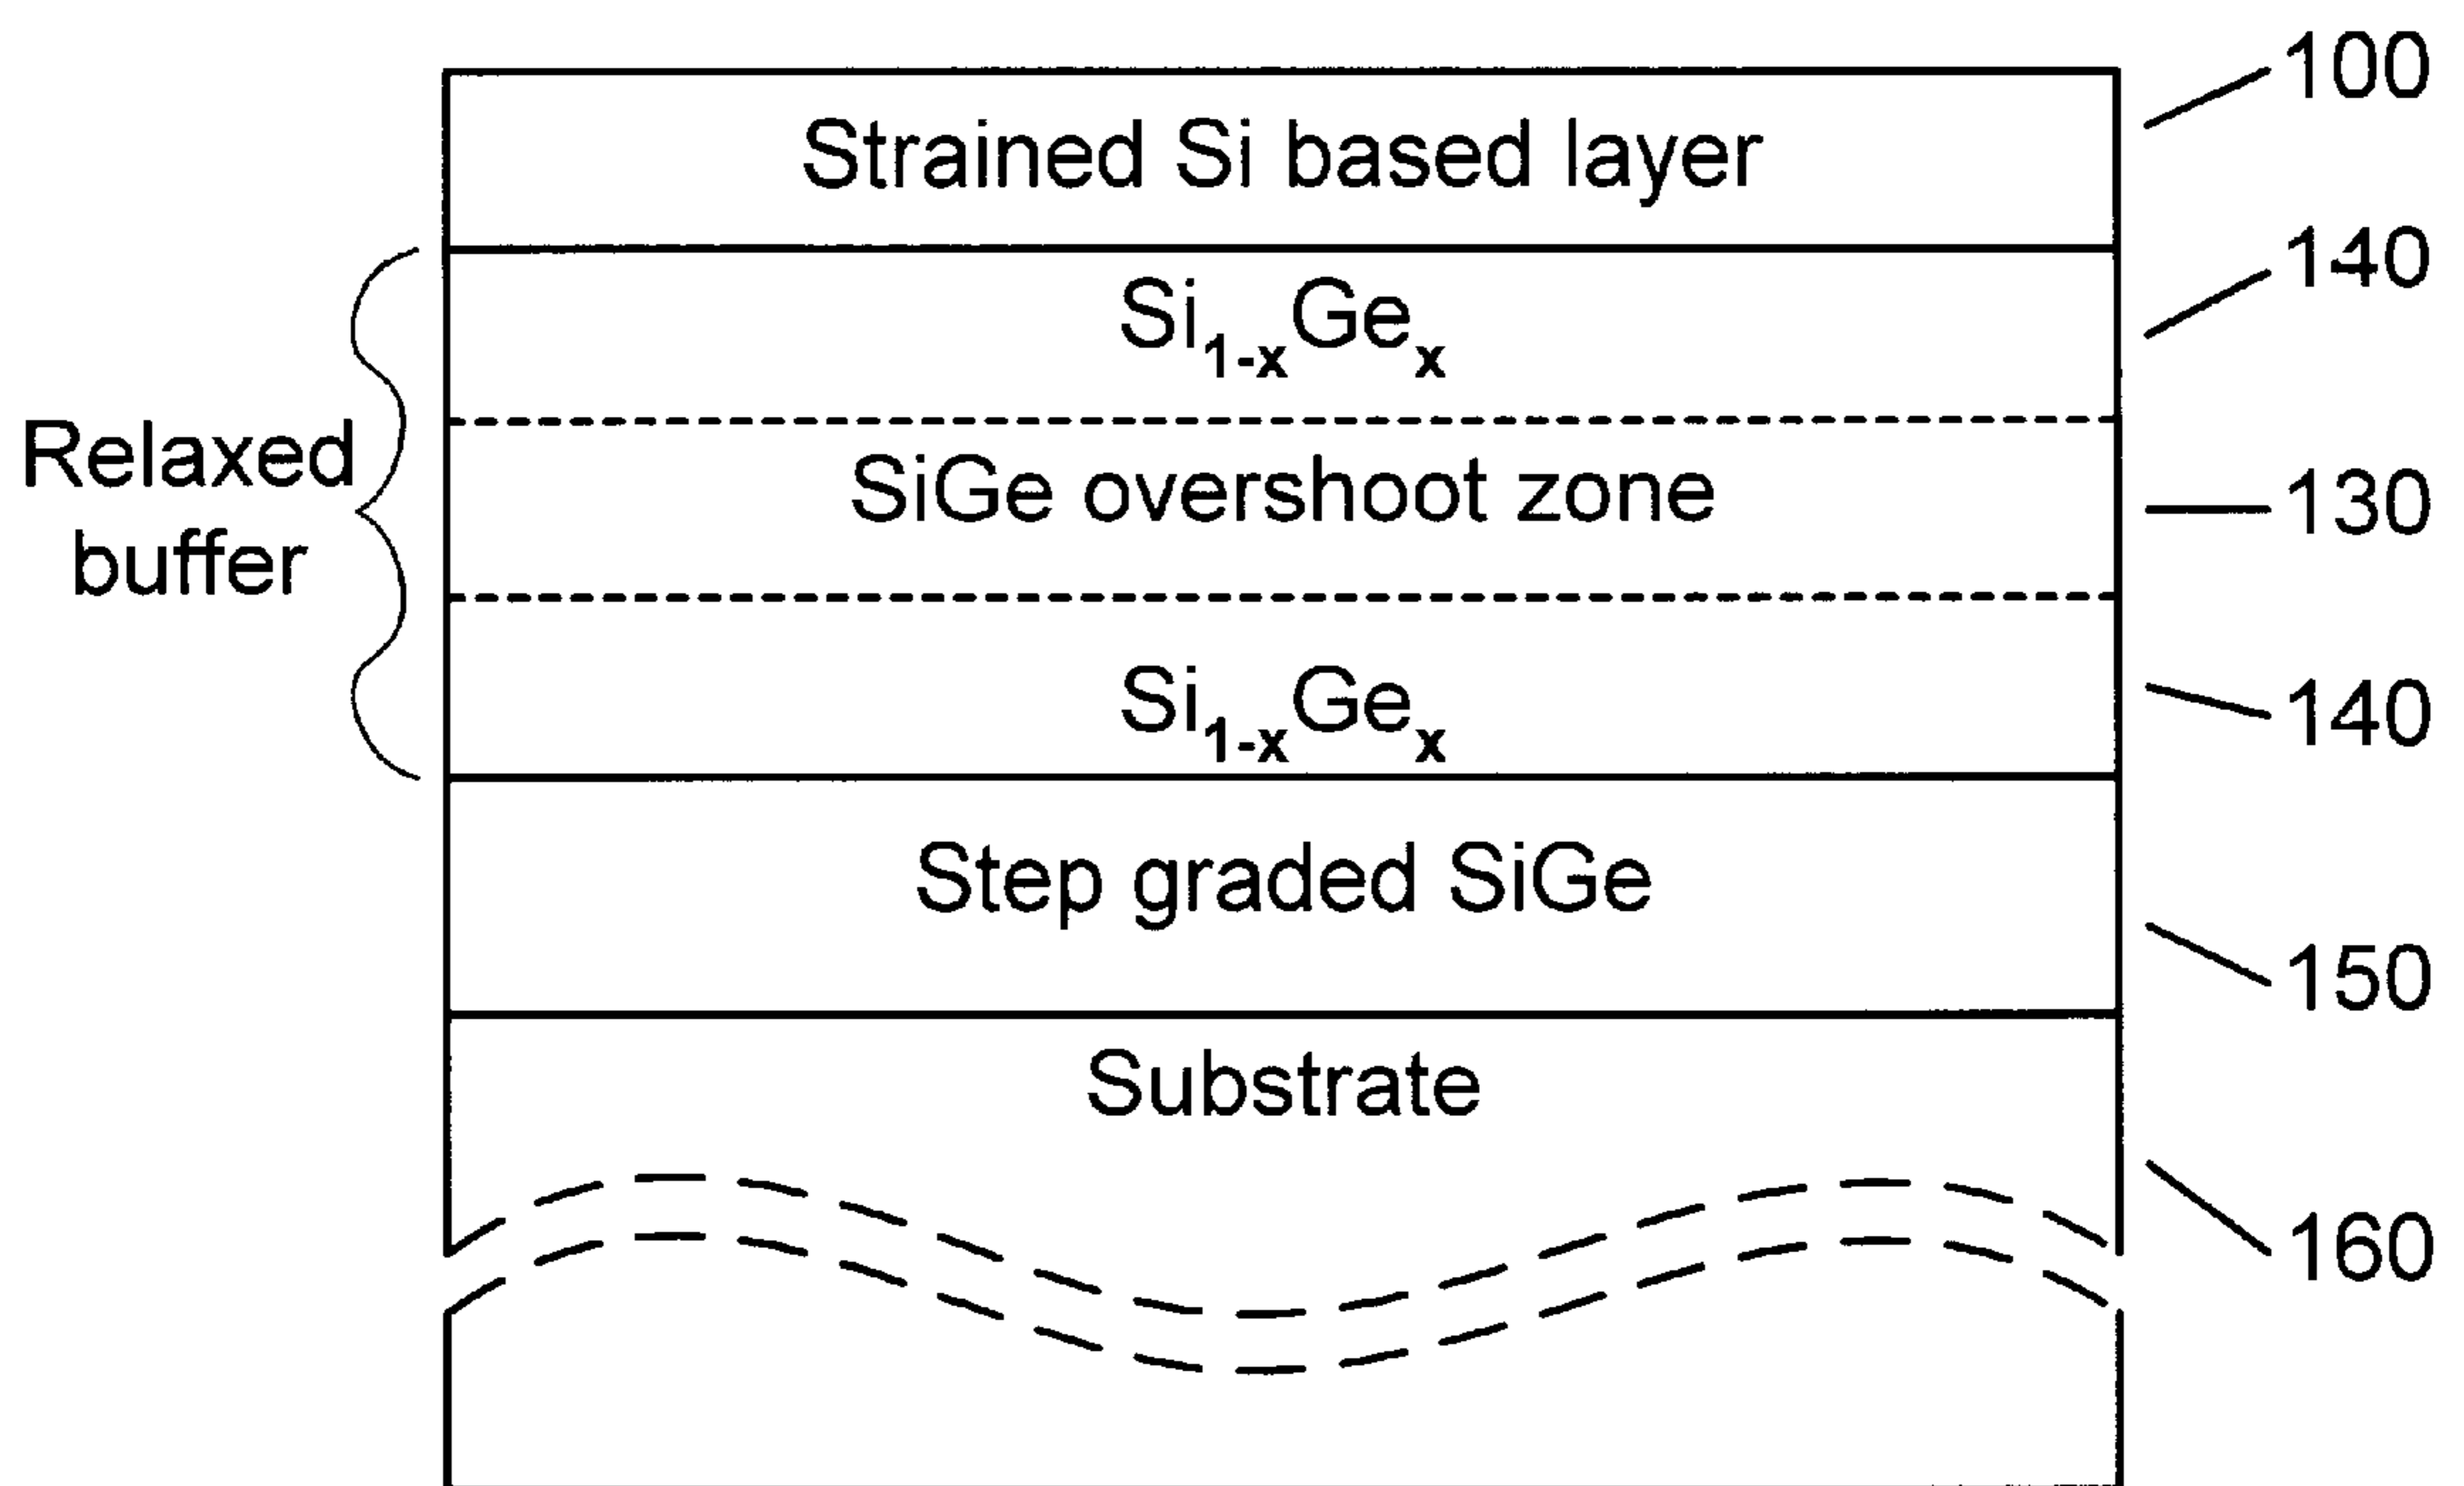 100
Strained Si based layer
140
Si1-xGex
Relaxed
buffer
SiGe overshoot zone
130
Si1-xGex
140
Step graded SiGe
150
Substrate
160